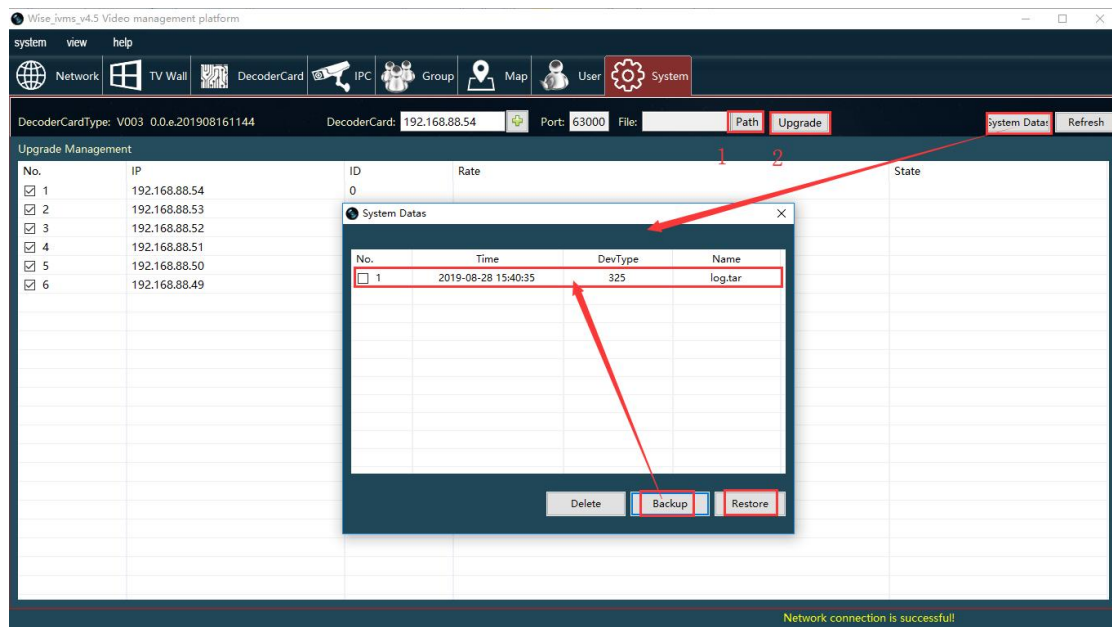 Wise_ivms_v4.5 Video management platform
system view help
Network TV Wall DecoderCard IPC Group Map User System
DecoderCardType: V003 0.0.e.201908161144 DecoderCard: 192.168.88.54 Port: 63000 File: Path Upgrade System Datas Refresh
1 2
Upgrade Management
No. IP ID Rate State
1 192.168.88.54 0
2 192.168.88.53
3 192.168.88.52
4 192.168.88.51
5 192.168.88.50
6 192.168.88.49
System Datas
No. Time DevType Name
1 2019-08-28 15:40:35 325 log.tar
Delete Backup Restore
Network connection is successful!